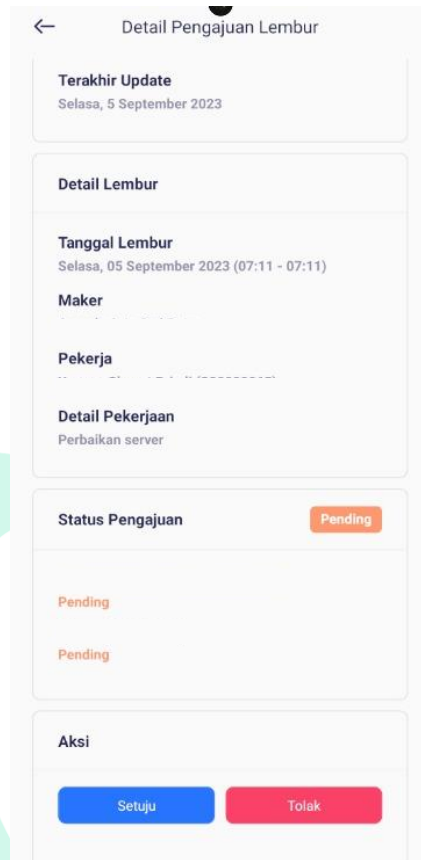 Detail Pengajuan Lembur
Terakhir Update
Selasa, 5 September 2023
Detail Lembur
Tanggal Lembur
Selasa, 05 September 2023 (07:11 - 07:11)
Maker
Pekerja
Detail Pekerjaan
Perbaikan server
Status Pengajuan
Pending
Pending
Pending
Aksi
Setuju
Tolak